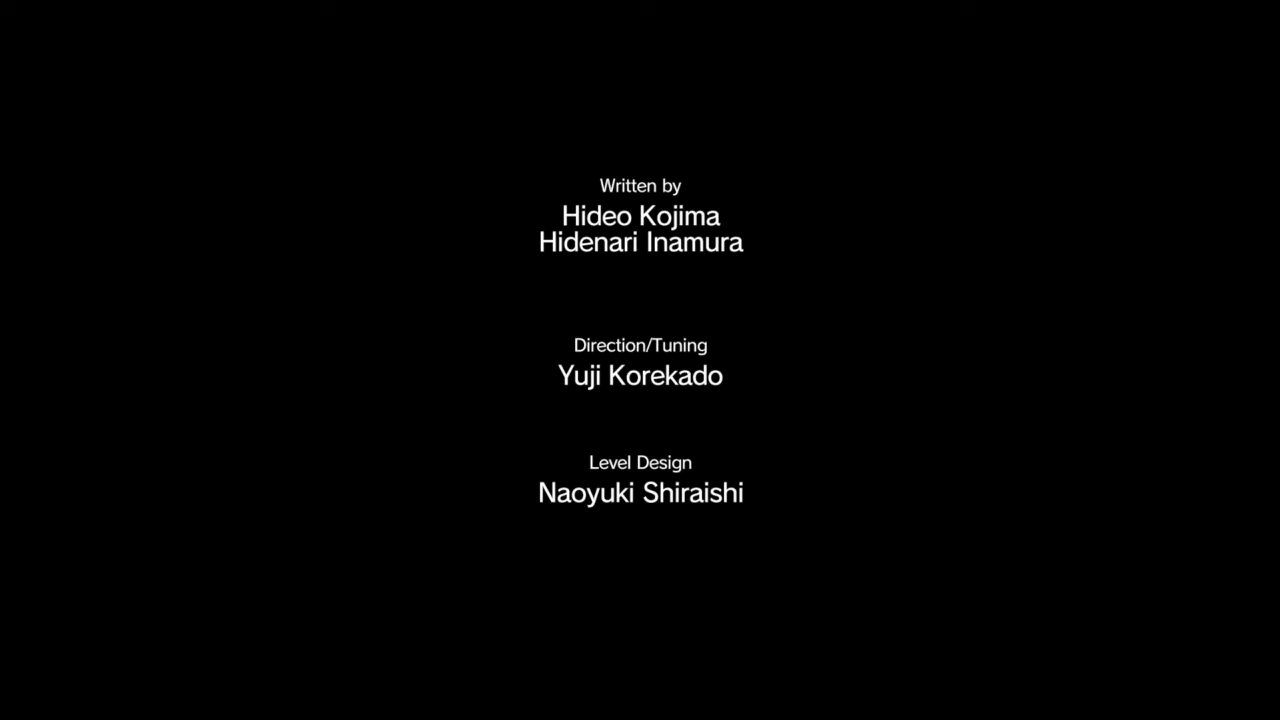 Written by
Hideo Kojima
Hidenari Inamura
Direction/Tuning
Yuji Korekado
Level Design
Naoyuki Shiraishi